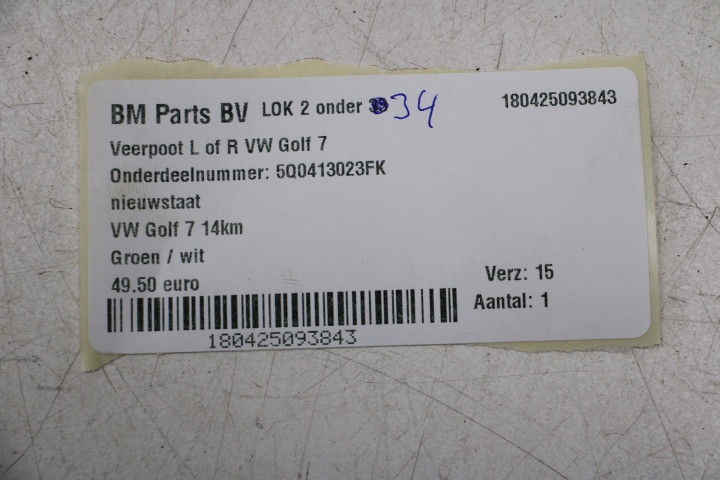 BM Parts BV LOK 2 onder 34 180425093843
Veerpoot L of R VW Golf 7
Onderdeelnummer: 5Q0413023FK
nieuwstaat
VW Golf 7 14km
Groen / wit
49.50 euro
Verz: 15
Aantal: 1
180425093843